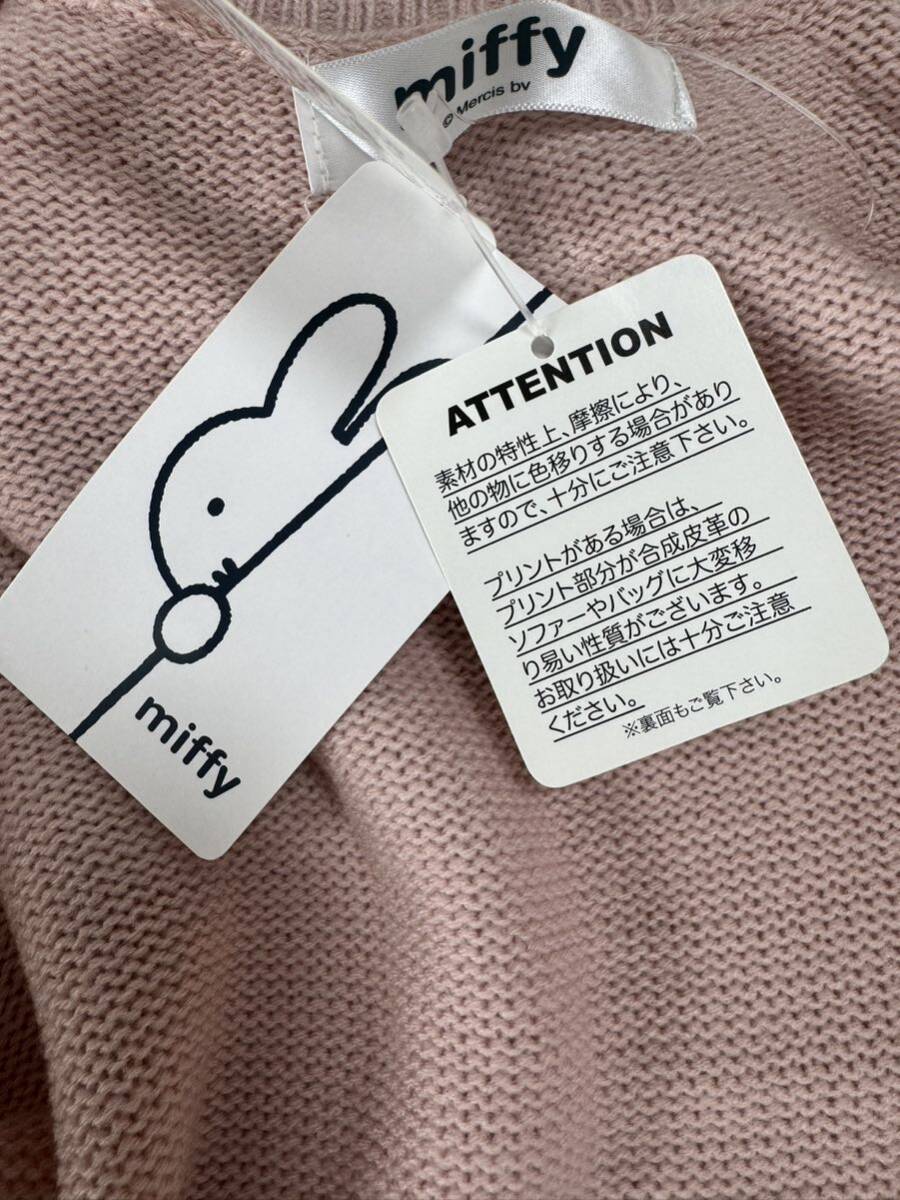 miffy
© Mercis bv
miffy
ATTENTION
素材の特性上、摩擦により、
他の物に色移りする場合があり
ますので、十分にご注意下さい。
プリントがある場合は、
プリント部分が合成皮革の
ソファーやバッグに大変移
り易い性質がございます。
お取り扱いには十分ご注意
ください。
※裏面もご覧下さい。